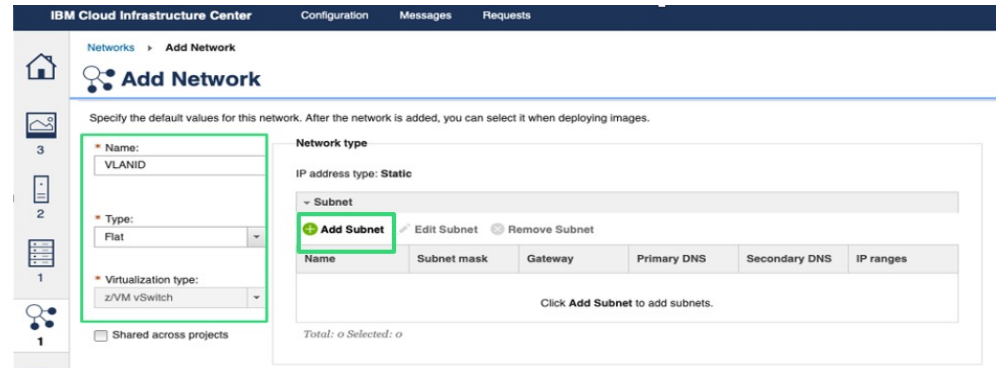 IBM Cloud Infrastructure Center Configuration Messages Requests
Networks › Add Network
Add Network
Specify the default values for this network. After the network is added, you can select it when deploying images.
3
2
1
1
* Name:
VLANID
* Type:
Flat
* Virtualization type:
z/VM vSwitch
Shared across projects
Network type
IP address type: Static
Subnet
Add Subnet Edit Subnet Remove Subnet
Name Subnet mask Gateway Primary DNS Secondary DNS IP ranges
Click Add Subnet to add subnets.
Total: 0 Selected: 0